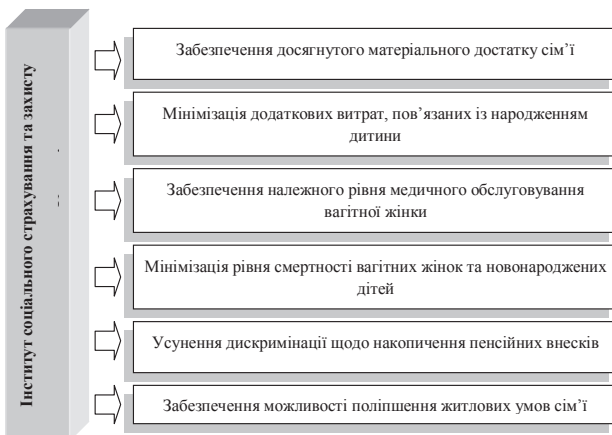 Інститут соціального страхування та захисту
Забезпечення досягнутого матеріального достатку сім’ї
Мінімізація додаткових витрат, пов’язаних із народженням
дитини
Забезпечення належного рівня медичного обслуговування
вагітної жінки
Мінімізація рівня смертності вагітних жінок та новонароджених
дітей
Усунення дискримінації щодо накопичення пенсійних внесків
Забезпечення можливості поліпшення житлових умов сім’ї